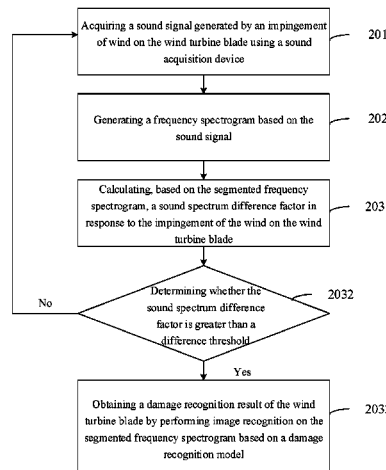 Acquiring a sound signal generated by an impingement
of wind on the wind turbine blade using a sound
acquisition device
201
Generating a frequency spectrogram based on the
sound signal
202
Calculating, based on the segmented frequency
spectrogram, a sound spectrum difference factor in
response to the impingement of the wind on the wind
turbine blade
203
Determining whether the
sound spectrum difference
factor is greater than a
difference threshold
2032
No
Yes
Obtaining a damage recognition result of the wind
turbine blade by performing image recognition on the
segmented frequency spectrogram based on a damage
recognition model